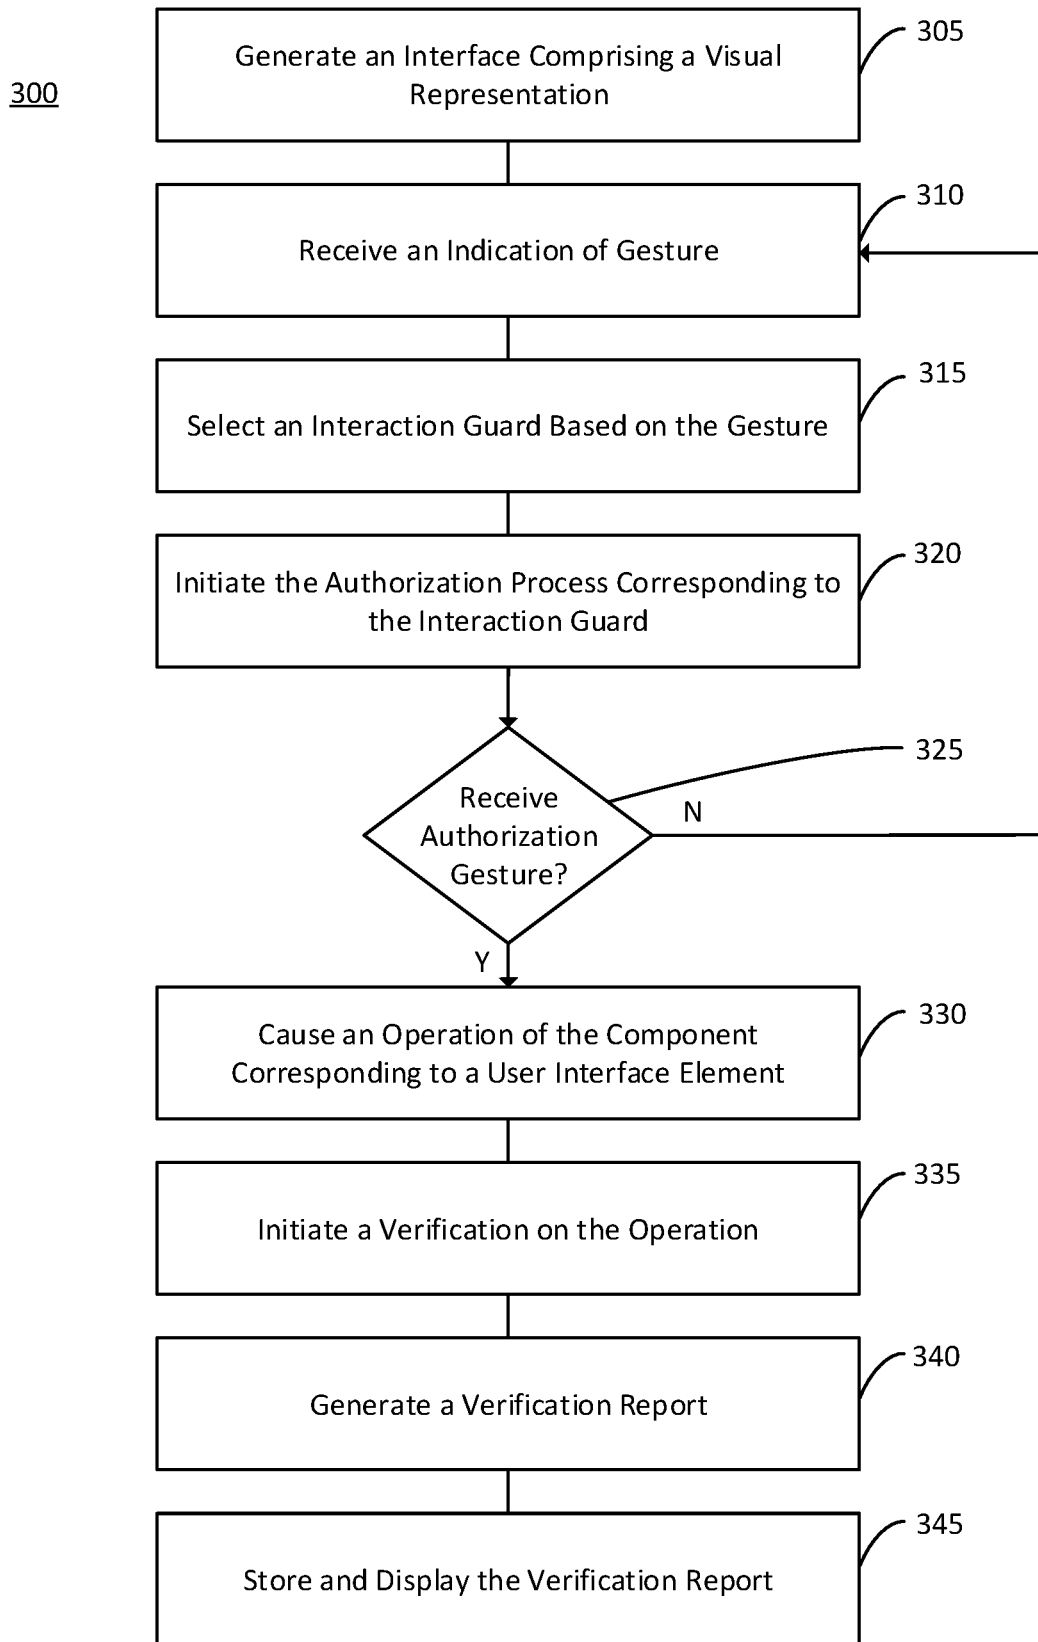 305
Generate an Interface Comprising a Visual
Representation
300
310
Receive an Indication of Gesture
315
Select an Interaction Guard Based on the Gesture
320
Initiate the Authorization Process Corresponding to
the Interaction Guard
325
Receive
Authorization
Gesture?
N
Y
330
Cause an Operation of the Component
Corresponding to a User Interface Element
335
Initiate a Verification on the Operation
340
Generate a Verification Report
345
Store and Display the Verification Report